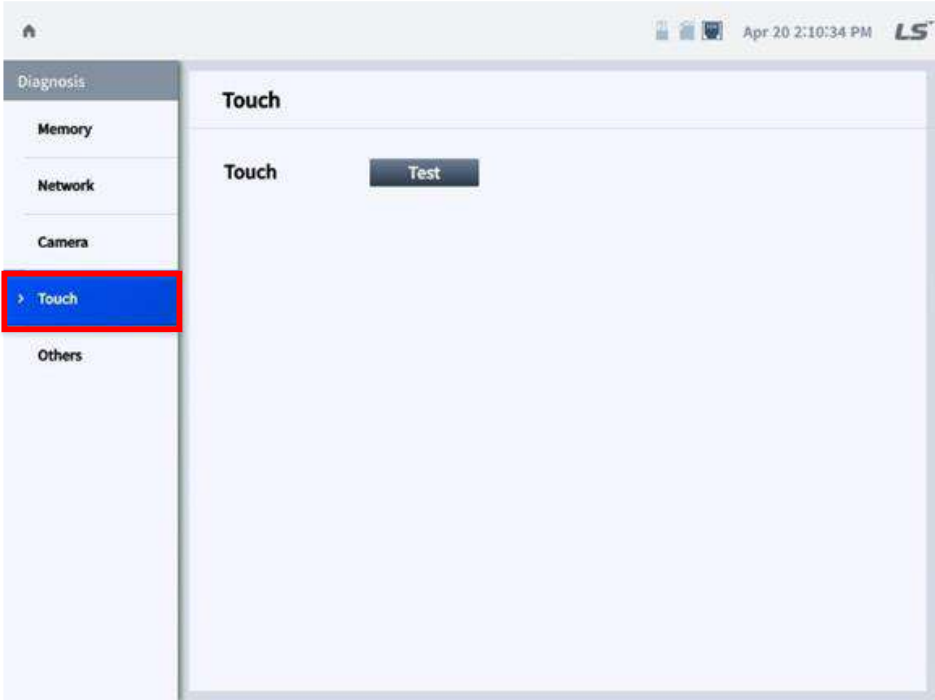 Apr 20 2:10:34 PM LS
Diagnosis
Memory
Network
Camera
> Touch
Others
Touch
Touch Test